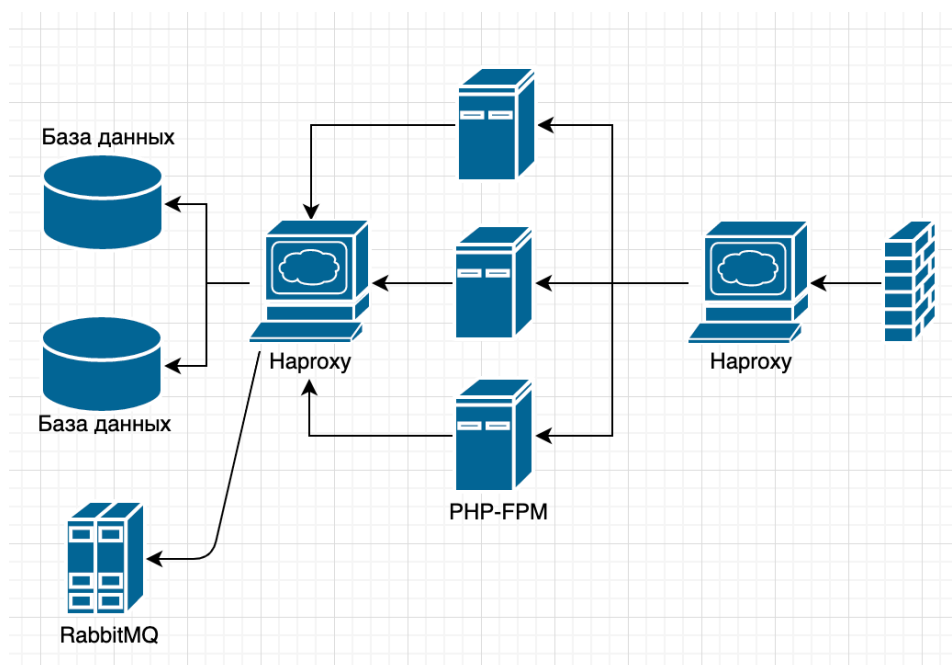 База данных
Haproxy
Haproxy
База данных
PHP-FPM
RabbitMQ